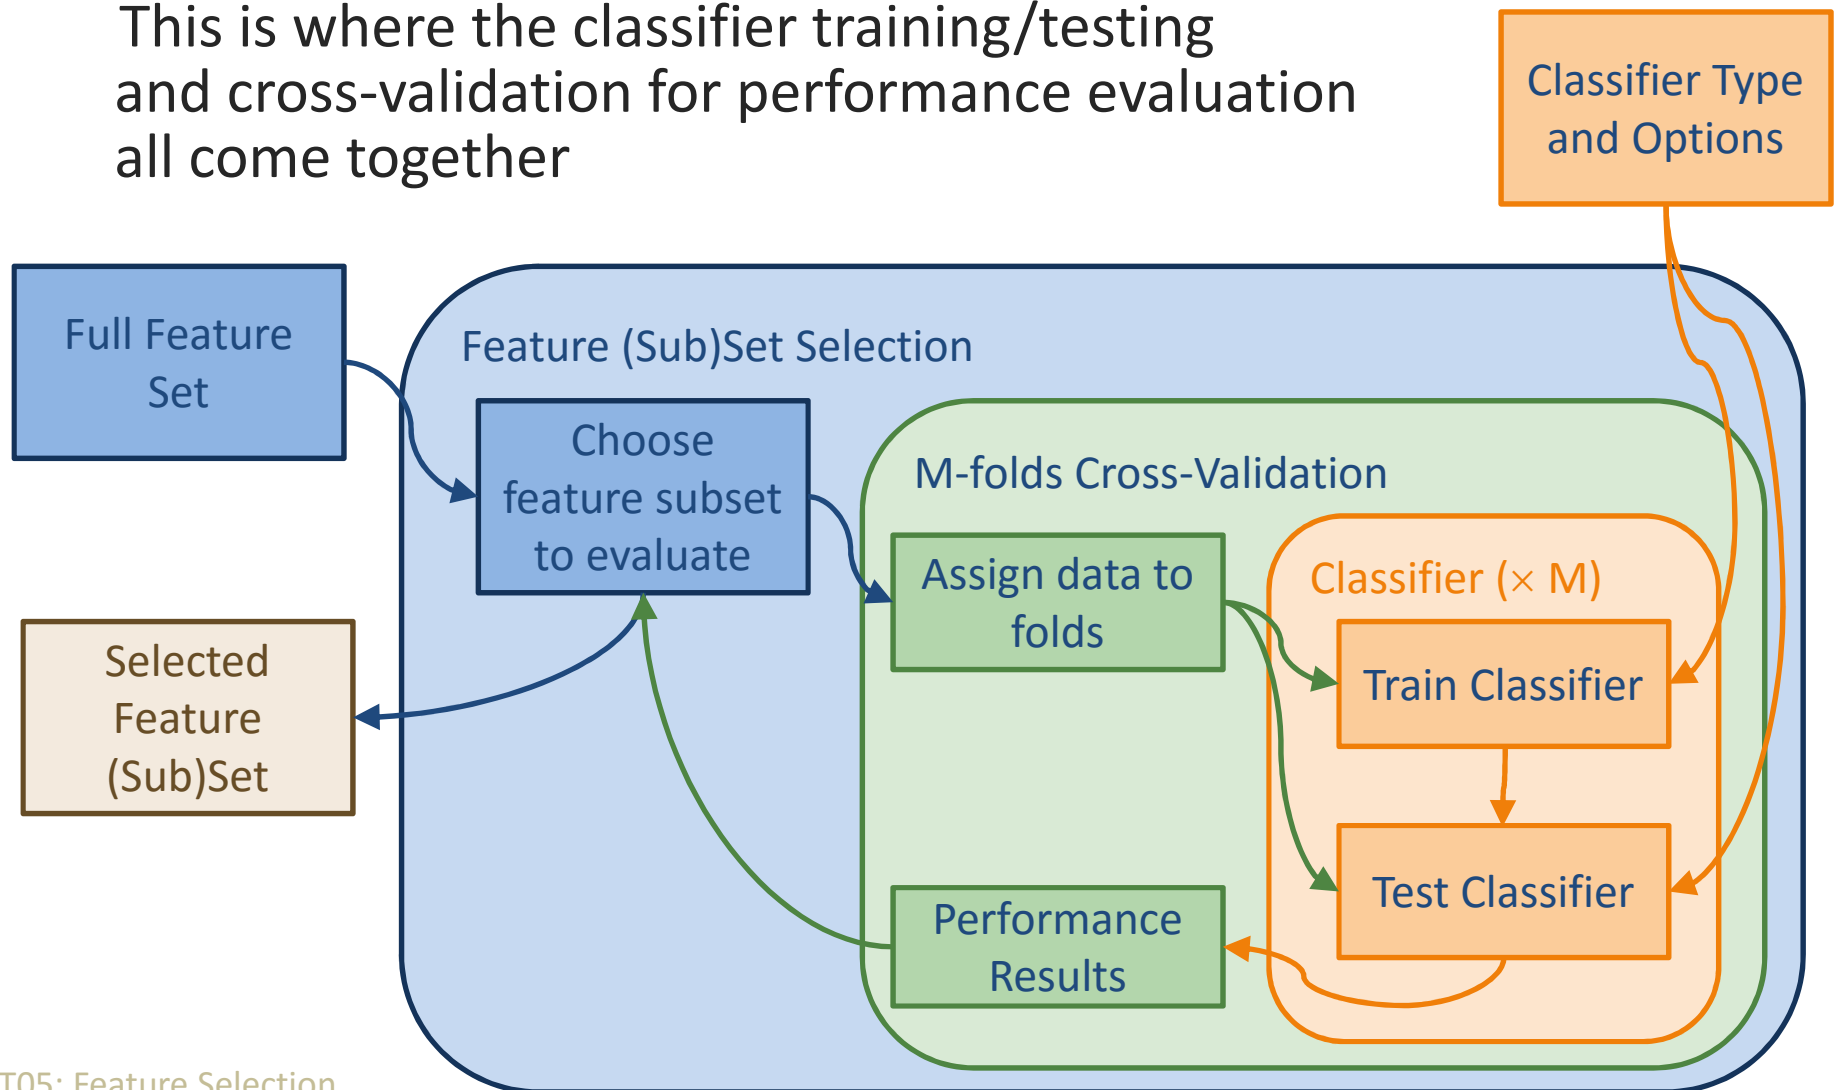 This is where the classifier training/testing
and cross-validation for performance evaluation
all come together
Classifier Type
and Options
Full Feature
Set
Feature (Sub)Set Selection
Choose
feature subset
to evaluate
M-folds Cross-Validation
Assign data to
folds
Classifier (× M)
Train Classifier
Selected
Feature
(Sub)Set
Test Classifier
Performance
Results
T05: Feature Selection